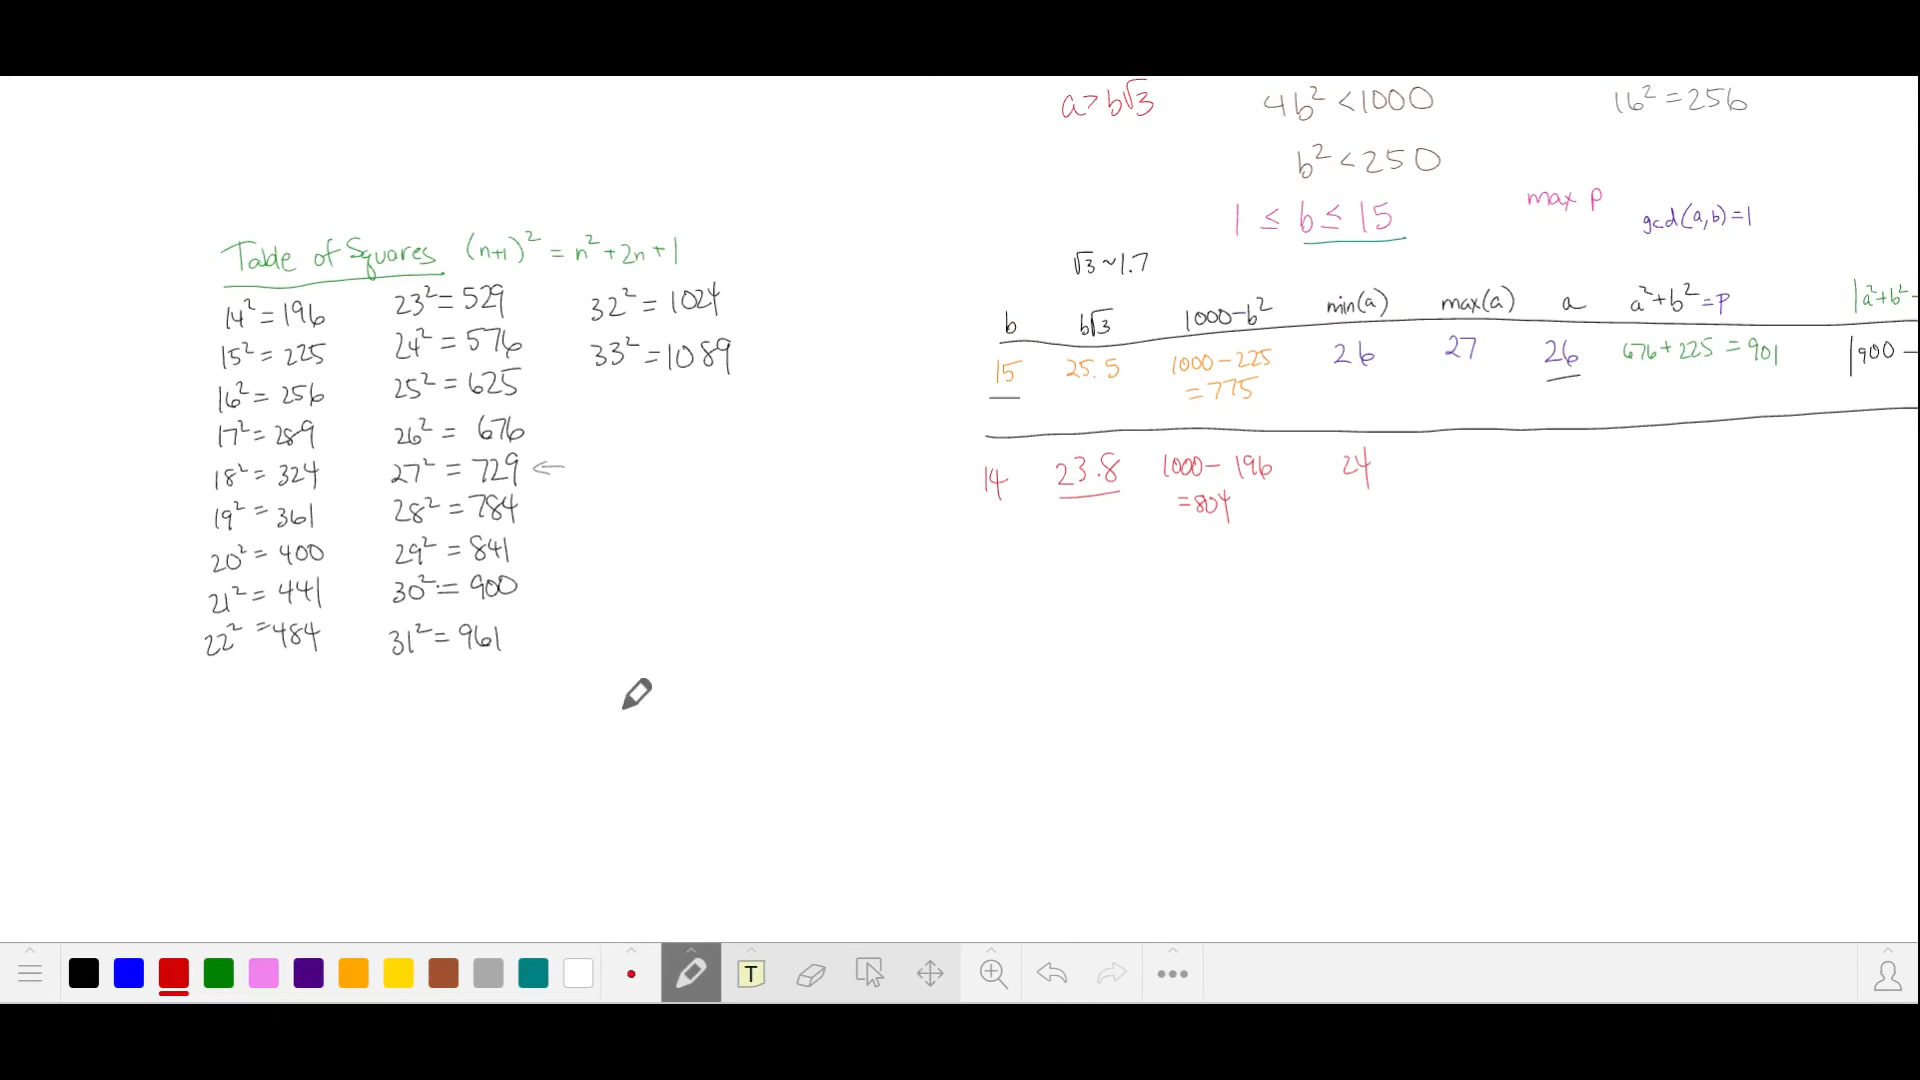 a>b√3
4b²<1000
16²=256
b²<250
1 ≤ b ≤ 15
max p
gcd(a,b)=1
Table of Squares (n+1)² = n²+2n+1
14²=196
15²=225
16²=256
17²=289
18²=324
19²=361
20²=400
21²=441
22²=484
23²=529
24²=576
25²=625
26²=676
27²=729 ←
28²=784
29²=841
30²=900
31²=961
32²=1024
33²=1089
√3~1.7
b b√3 1000-b² min(a) max(a) a a²+b²=p |a²+b²-
15 25.5 1000-225 26 27 26 676+225=901 |900-
=775
14 23.8 1000-196 24
=804
T